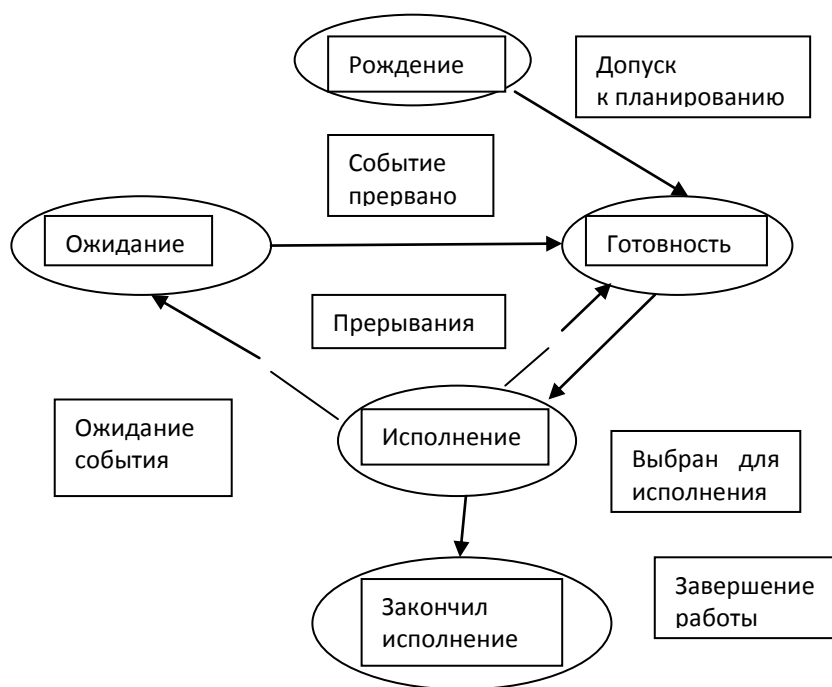 Рождение
Допуск
к планированию
Событие
прервано
Ожидание
Готовность
Прерывания
Ожидание
события
Исполнение
Выбран для
исполнения
Закончил
исполнение
Завершение
работы